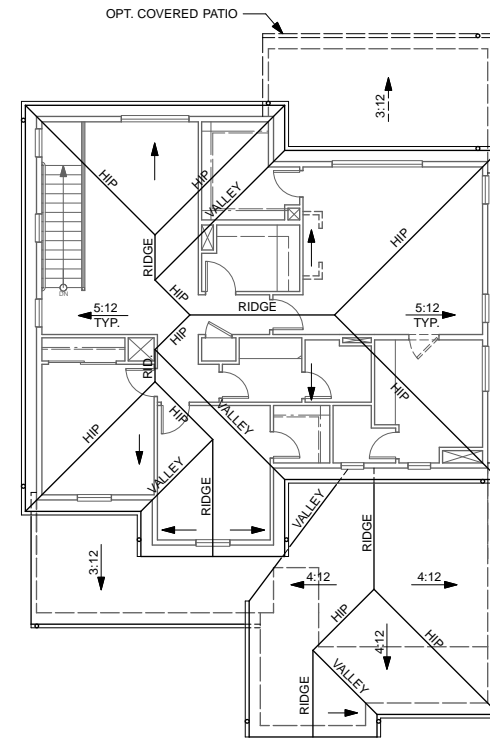 OPT. COVERED PATIO
3:12
HIP
HIP
VALLEY
RIDGE
HIP
HIP
RIDGE
DN
5:12
TYP.
5:12
TYP.
HIP
RID.
HIP
HIP
HIP
VALLEY
VALLEY
RIDGE
VALLEY
RIDGE
3:12
4:12
4:12
HIP
4:12
HIP
VALLEY
RIDGE